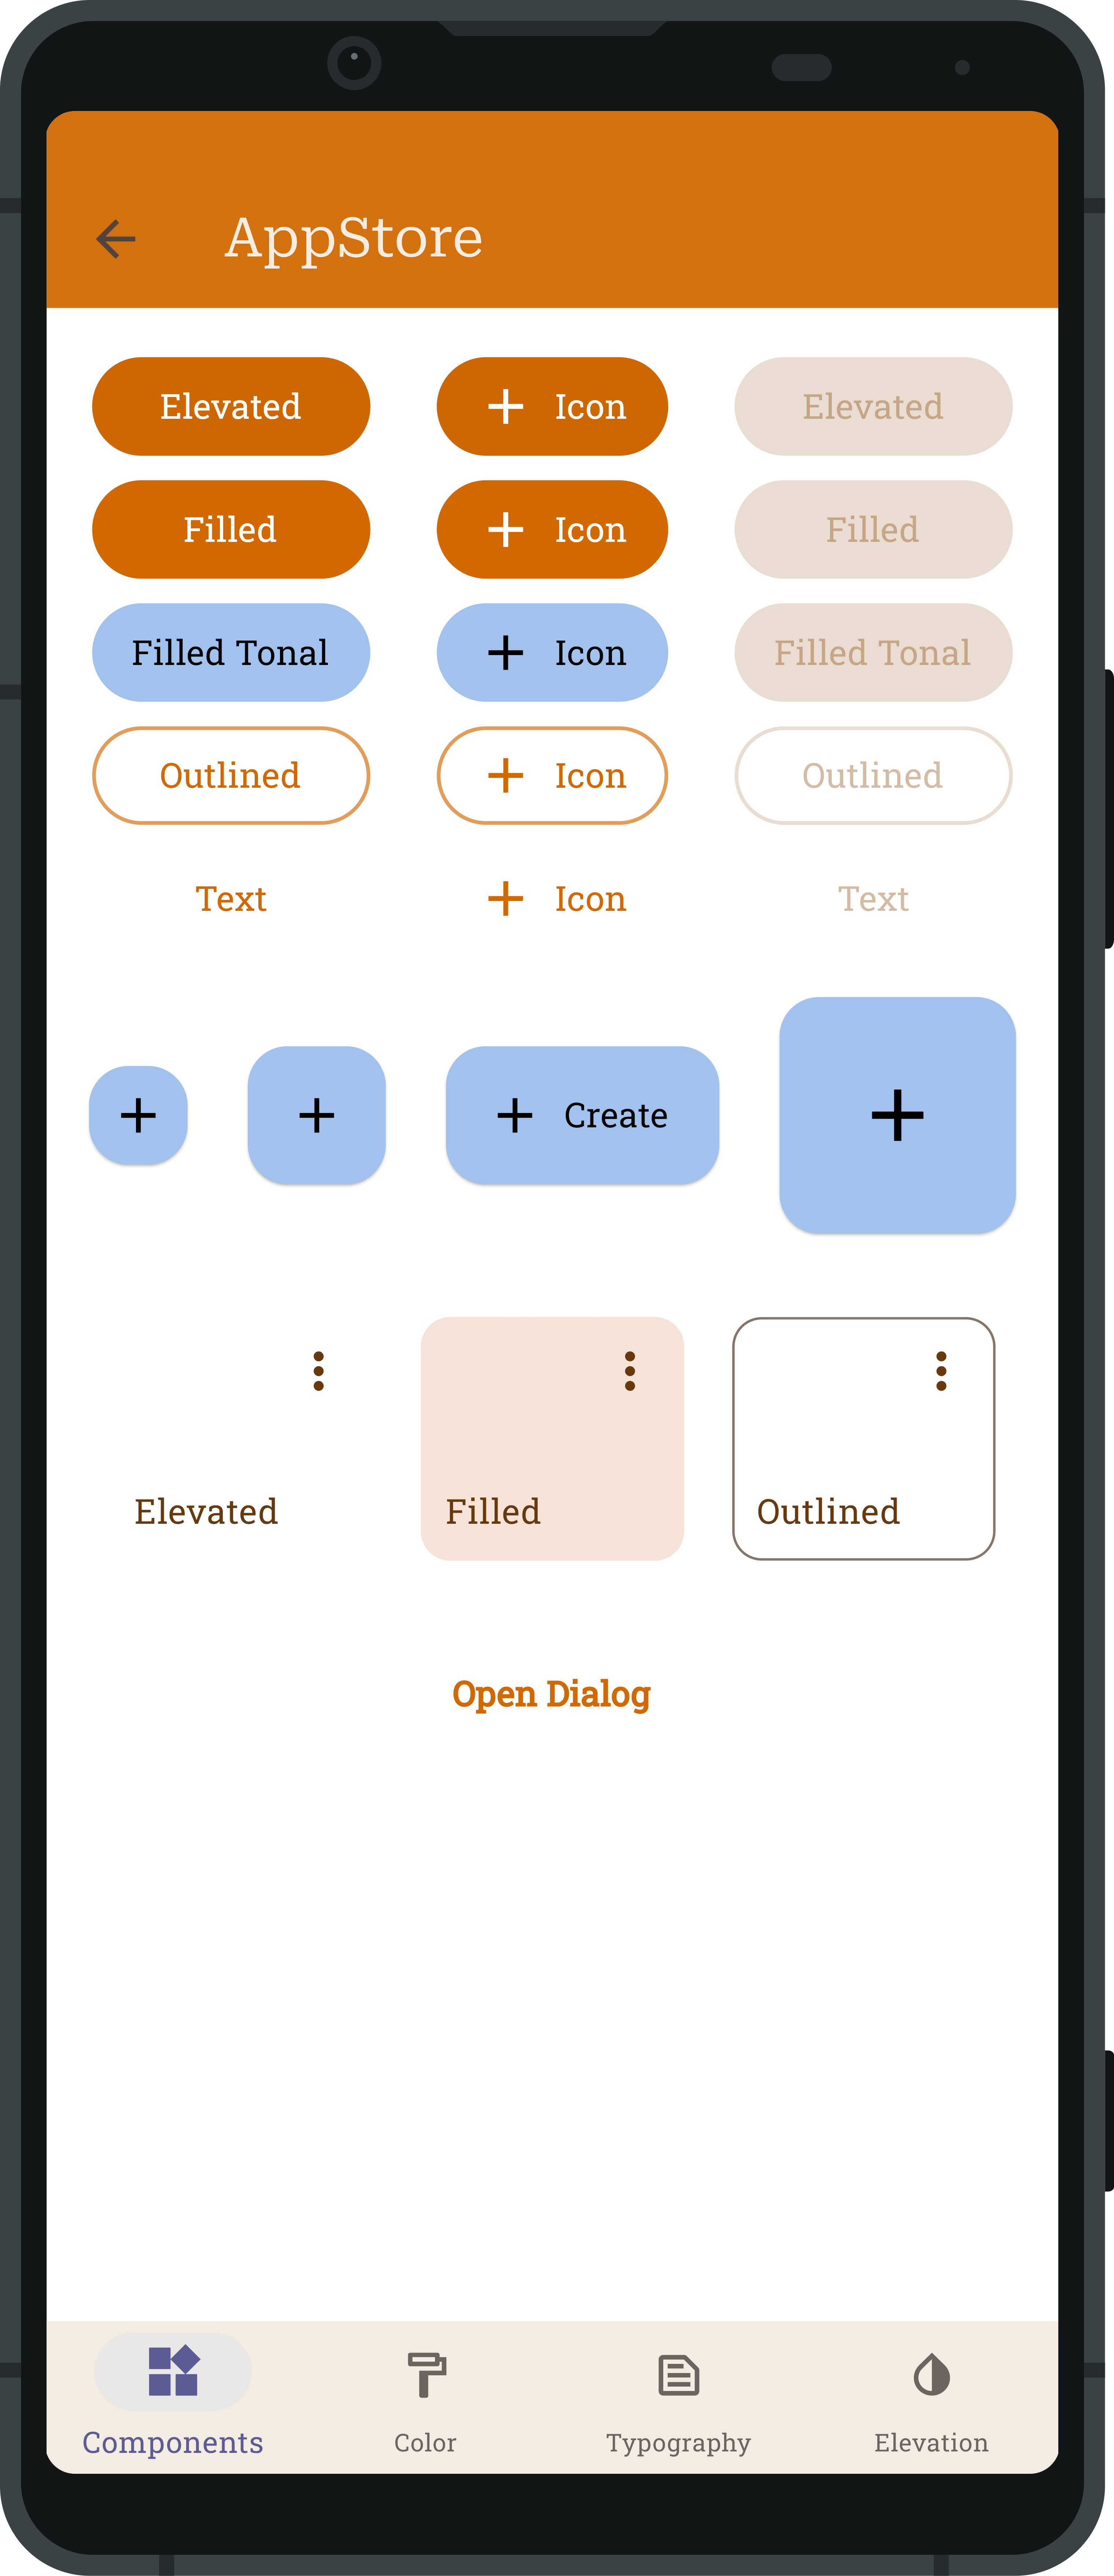 AppStore
Elevated Icon Elevated
Filled Icon Filled
Filled Tonal Icon Filled Tonal
Outlined Icon Outlined
Text Icon Text
Create
Elevated Filled Outlined
Open Dialog
Components Color Typography Elevation